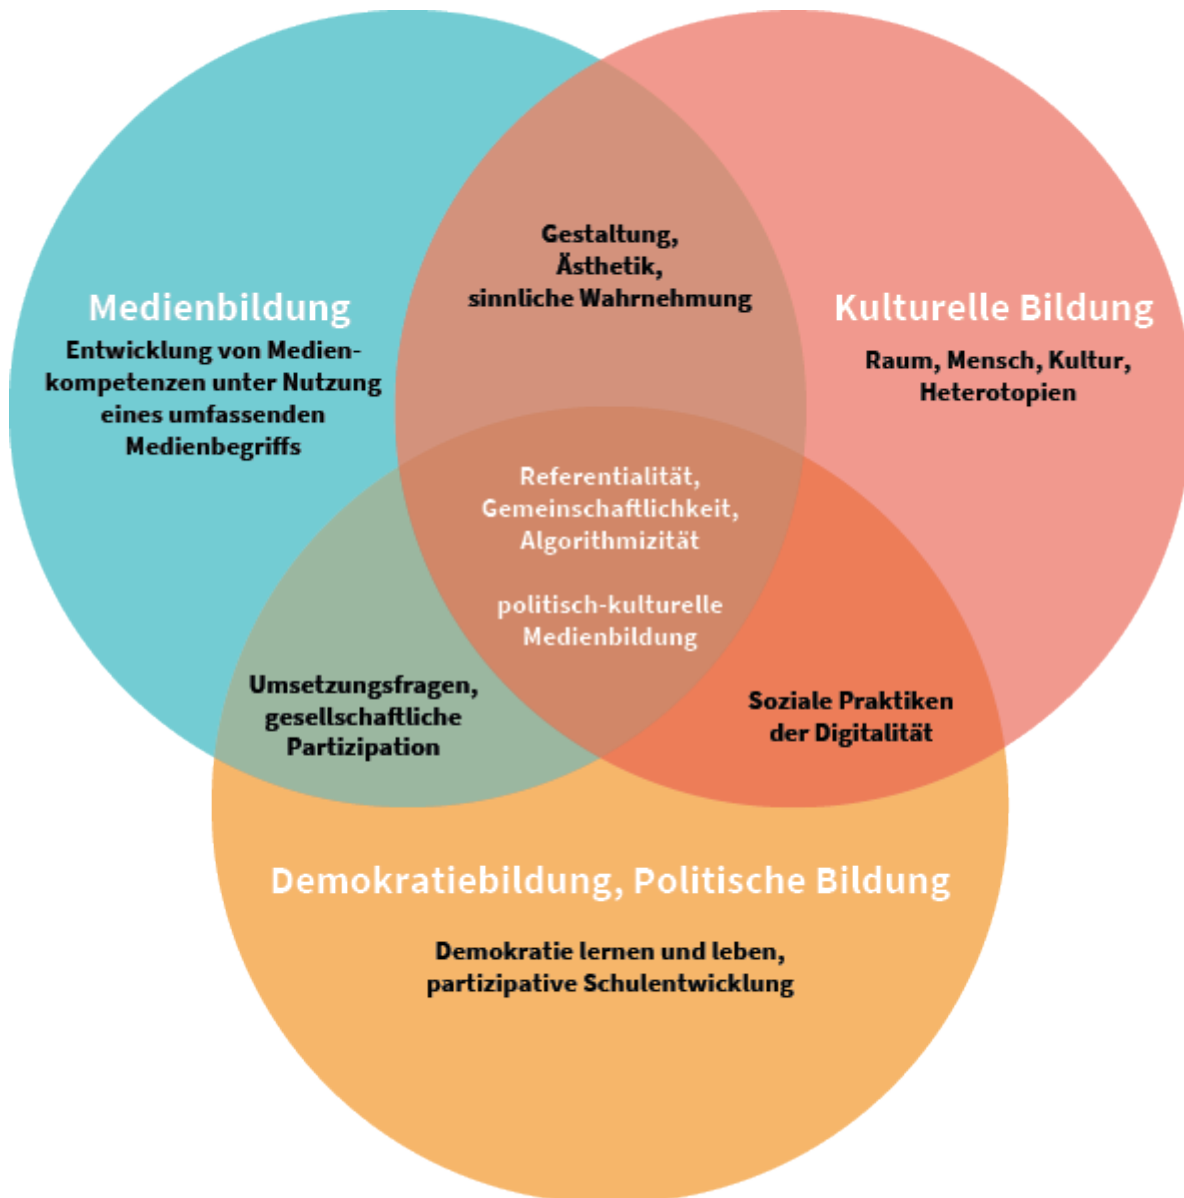 Gestaltung,
Ästhetik,
sinnliche Wahrnehmung
Medienbildung
Entwicklung von Medien-
kompetenzen unter Nutzung
eines umfassenden
Medienbegriffs
Kulturelle Bildung
Raum, Mensch, Kultur,
Heterotopien
Referentialität,
Gemeinschaftlichkeit,
Algorithmizität
politisch-kulturelle
Medienbildung
Umsetzungsfragen,
gesellschaftliche
Partizipation
Soziale Praktiken
der Digitalität
Demokratiebildung, Politische Bildung
Demokratie lernen und leben,
partizipative Schulentwicklung